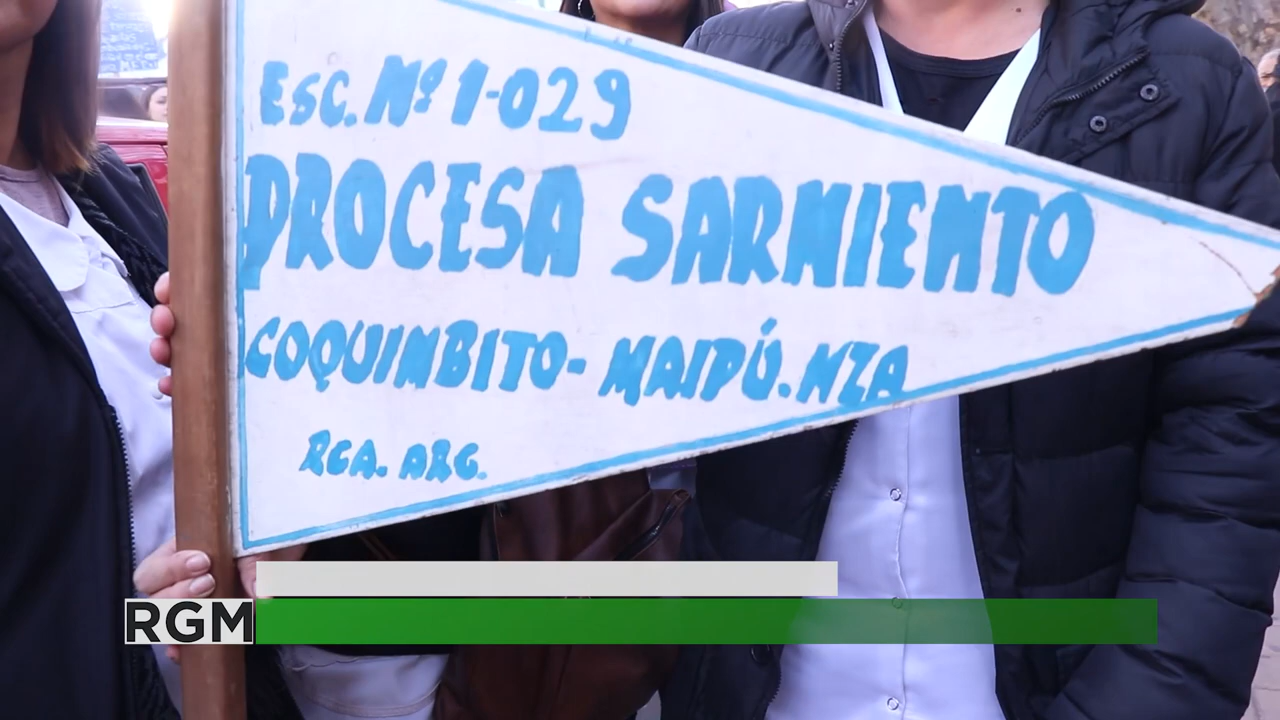 ESC. Nº 1-029
PROCESA SARMIENTO
COQUIMBITO - MAIPÚ. MZA
RCA. ARG.
RGM